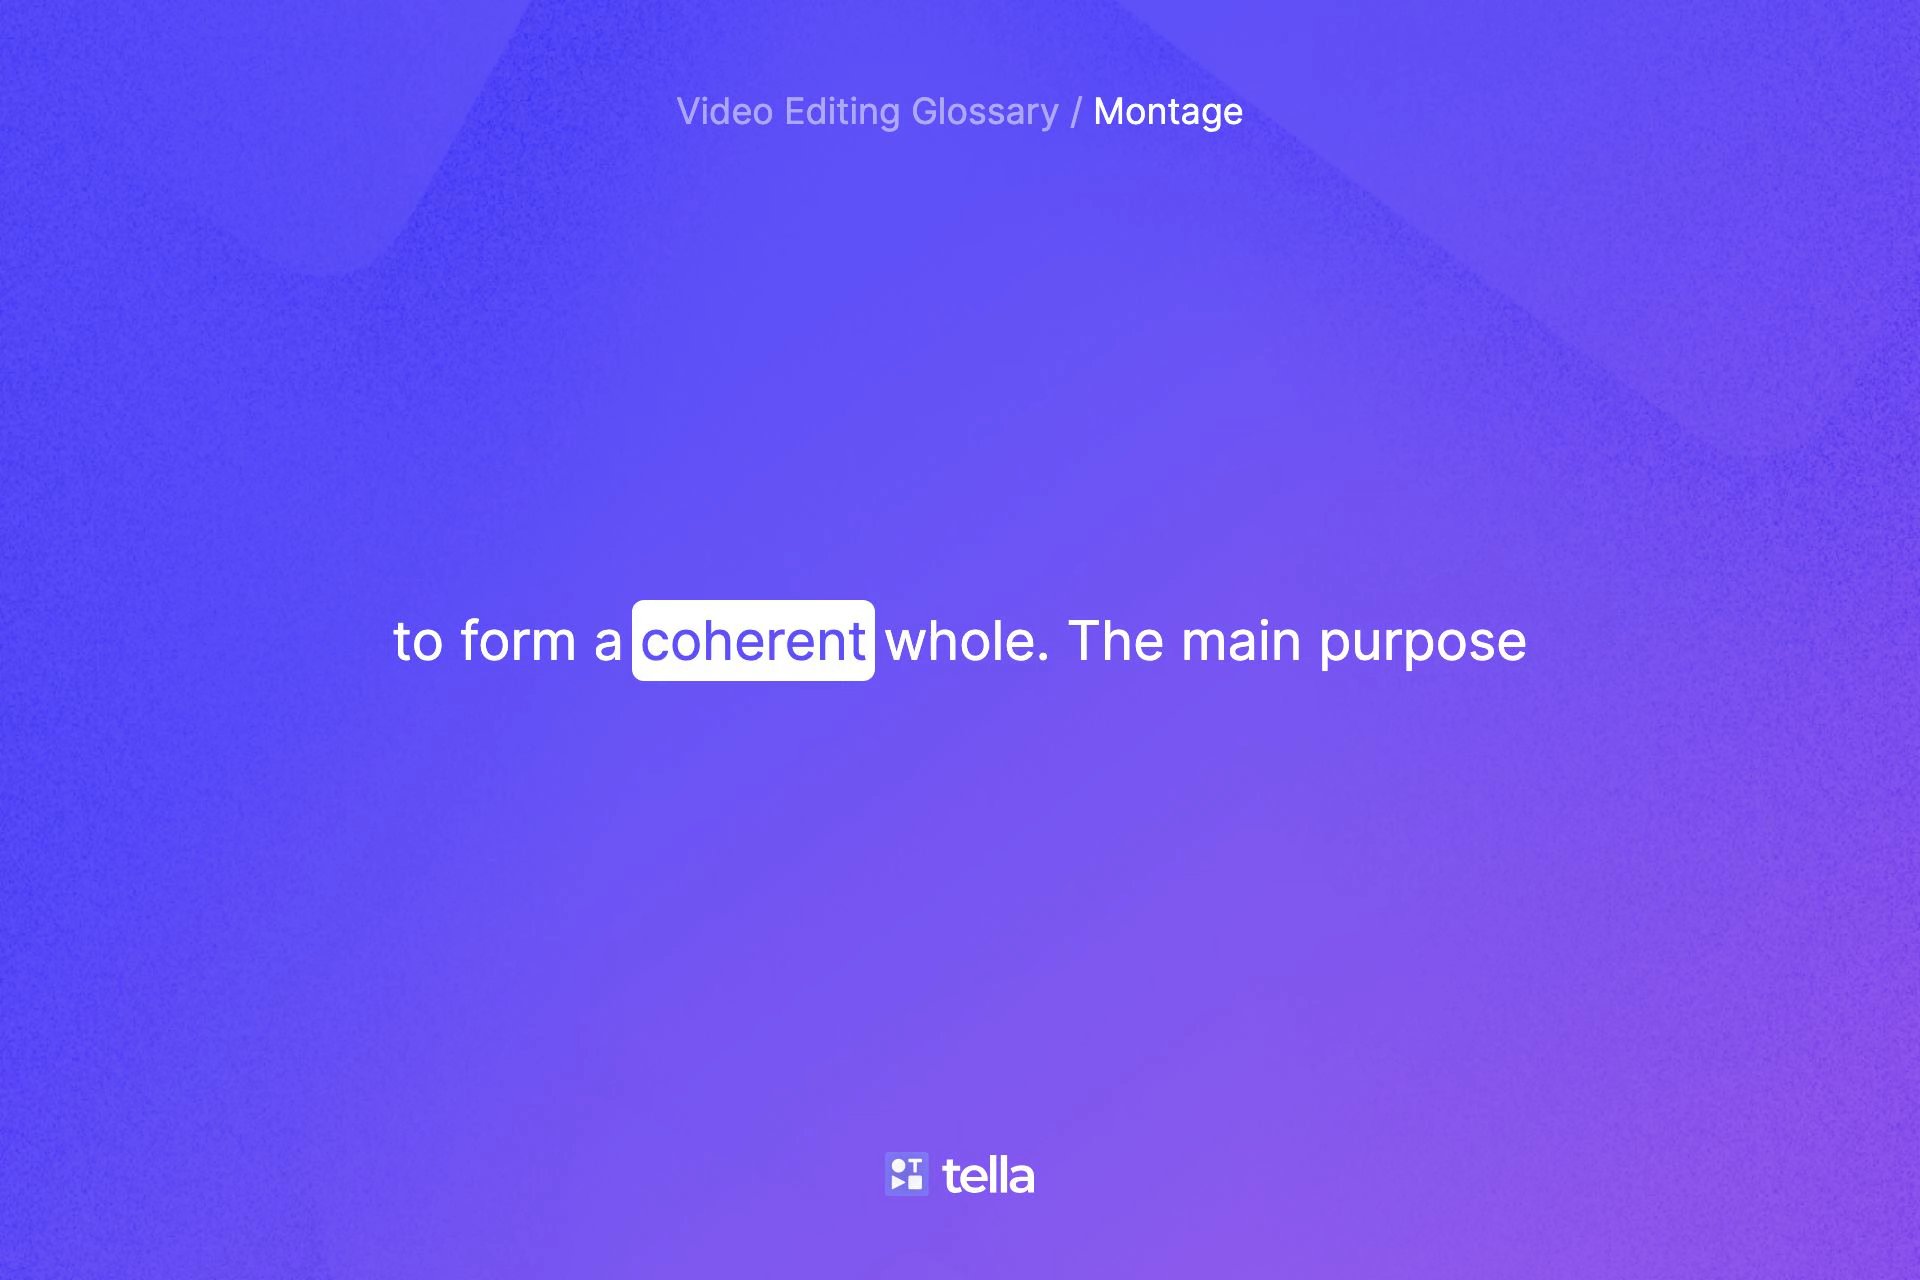 Video Editing Glossary / Montage
to form a coherent whole. The main purpose
tella